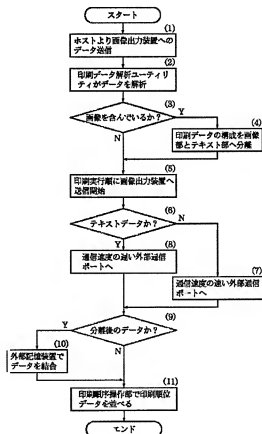 スタート
(1)
ホストより画像出力装置への
データ送信
(2)
印刷データ解析ユーティリ
ティがデータを解析
(3)
画像を含んでいるか?
Y
N
(4)
印刷データの構成を画像
部とテキスト部へ分離
(5)
印刷実行順に画像出力装置へ
送信開始
(6)
テキストデータか?
N
Y
(8)
通信速度の遅い外部通信
ポートへ
(7)
通信速度の速い外部通信
ポートへ
(9)
分離後のデータか?
Y
N
(10)
外部記憶装置で
データを結合
(11)
印刷順序操作部で印刷順位
データを並べる
エンド